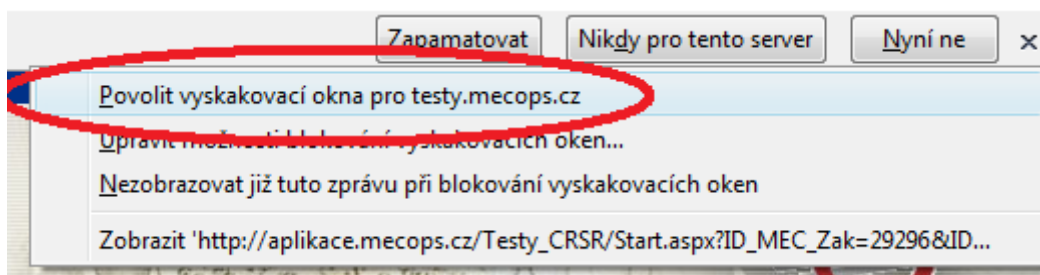 Zapamatovat Nikdy pro tento server Nyní ne
Povolit vyskakovací okna pro testy.mecops.cz
Upravit možnosti blokování vyskakovacích oken...
Nezobrazovat již tuto zprávu při blokování vyskakovacích oken
Zobrazit 'http://aplikace.mecops.cz/Testy_CRSR/Start.aspx?ID_MEC_Zak=29296&ID...